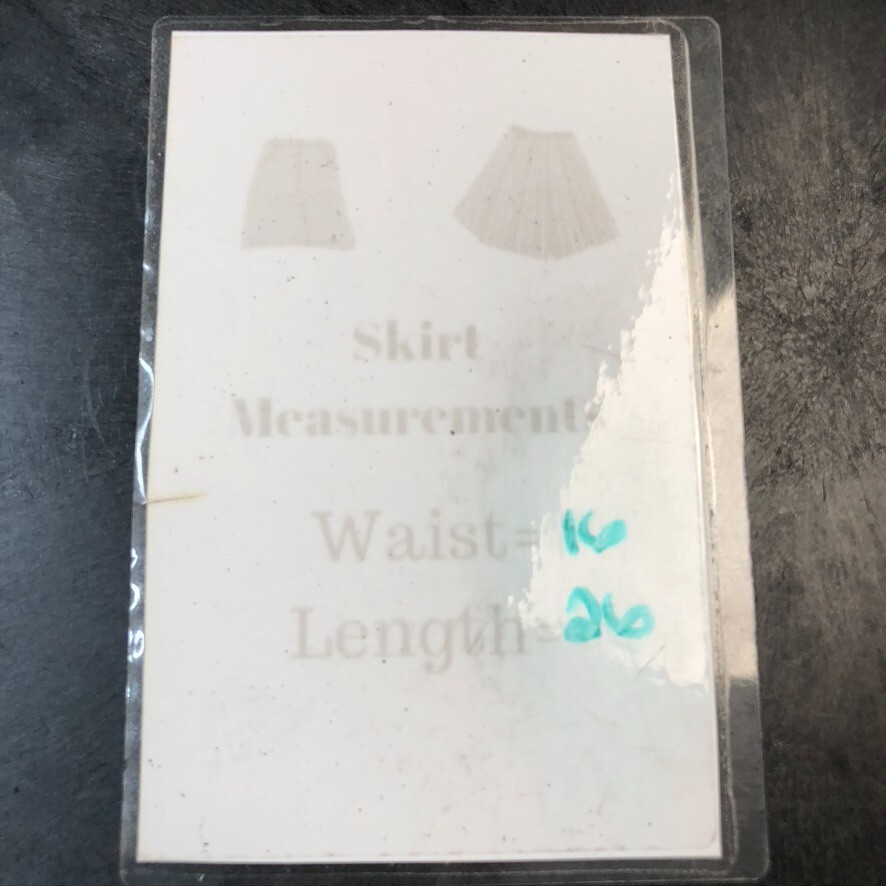 Skirt
Measurements
Waist= 16
Length= 26